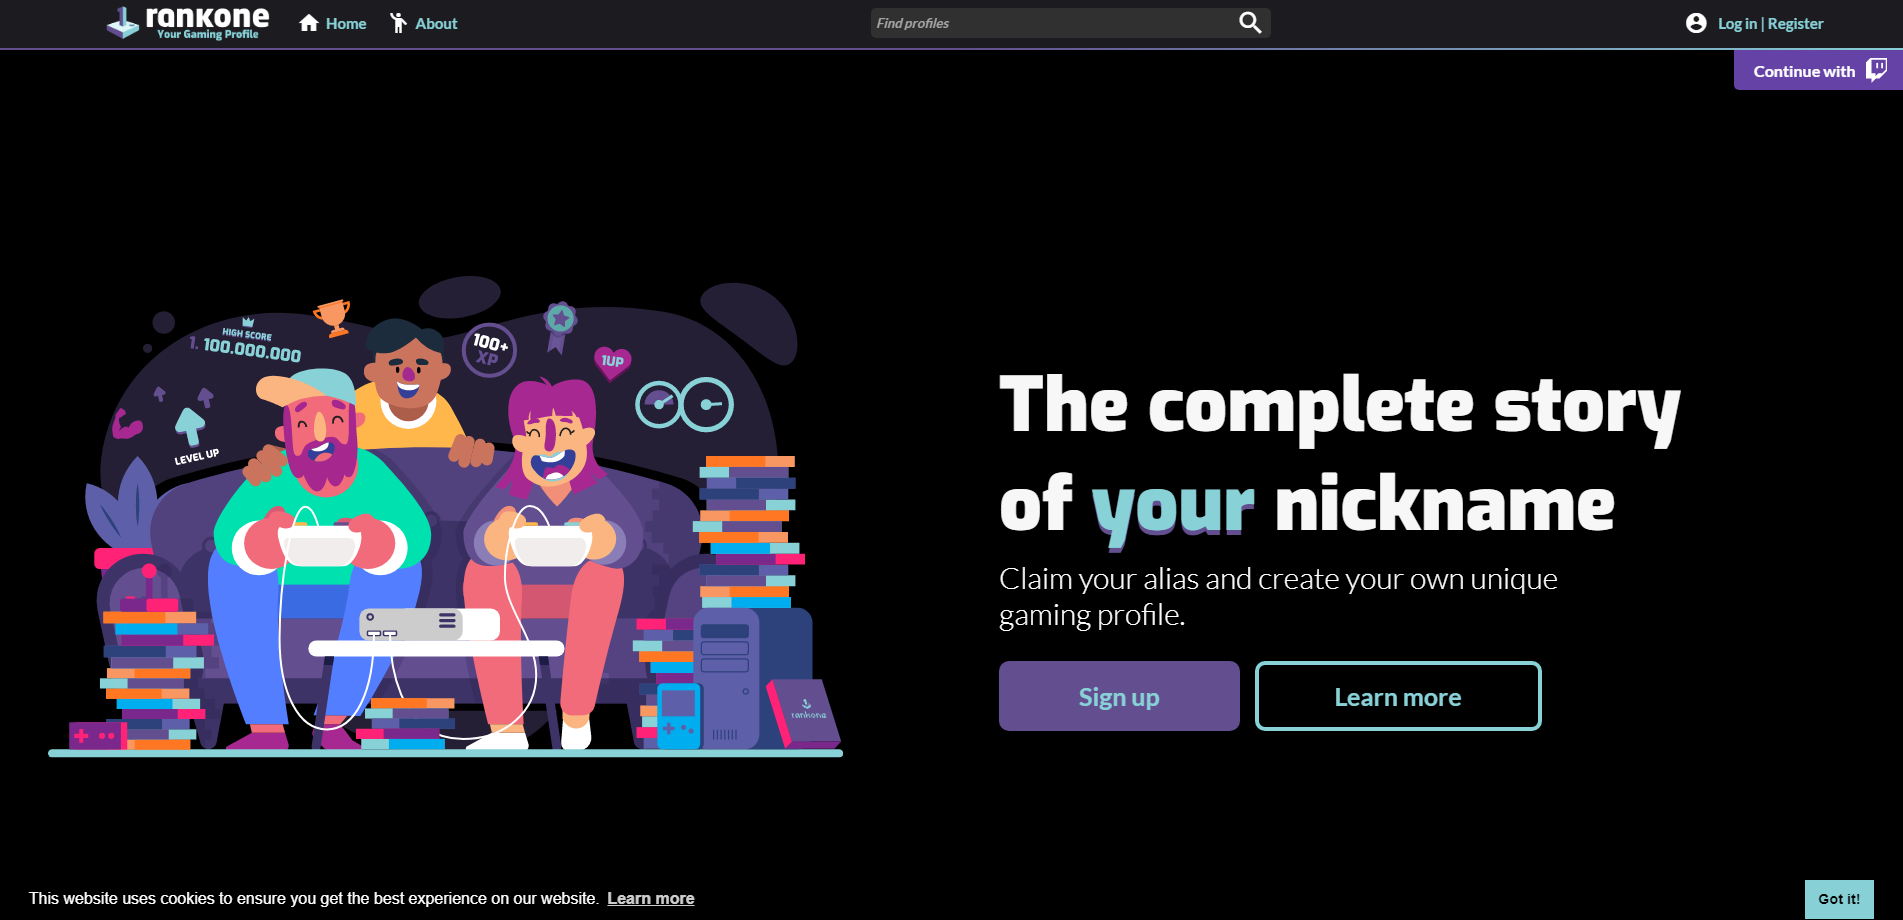 rankone
Your Gaming Profile
Home
About
Find profiles
Log in | Register
Continue with
HIGH SCORE
1. 100.000.000
100+
XP
1UP
LEVEL UP
rankone
The complete story
of your nickname
Claim your alias and create your own unique
gaming profile.
Sign up
Learn more
This website uses cookies to ensure you get the best experience on our website. Learn more
Got it!